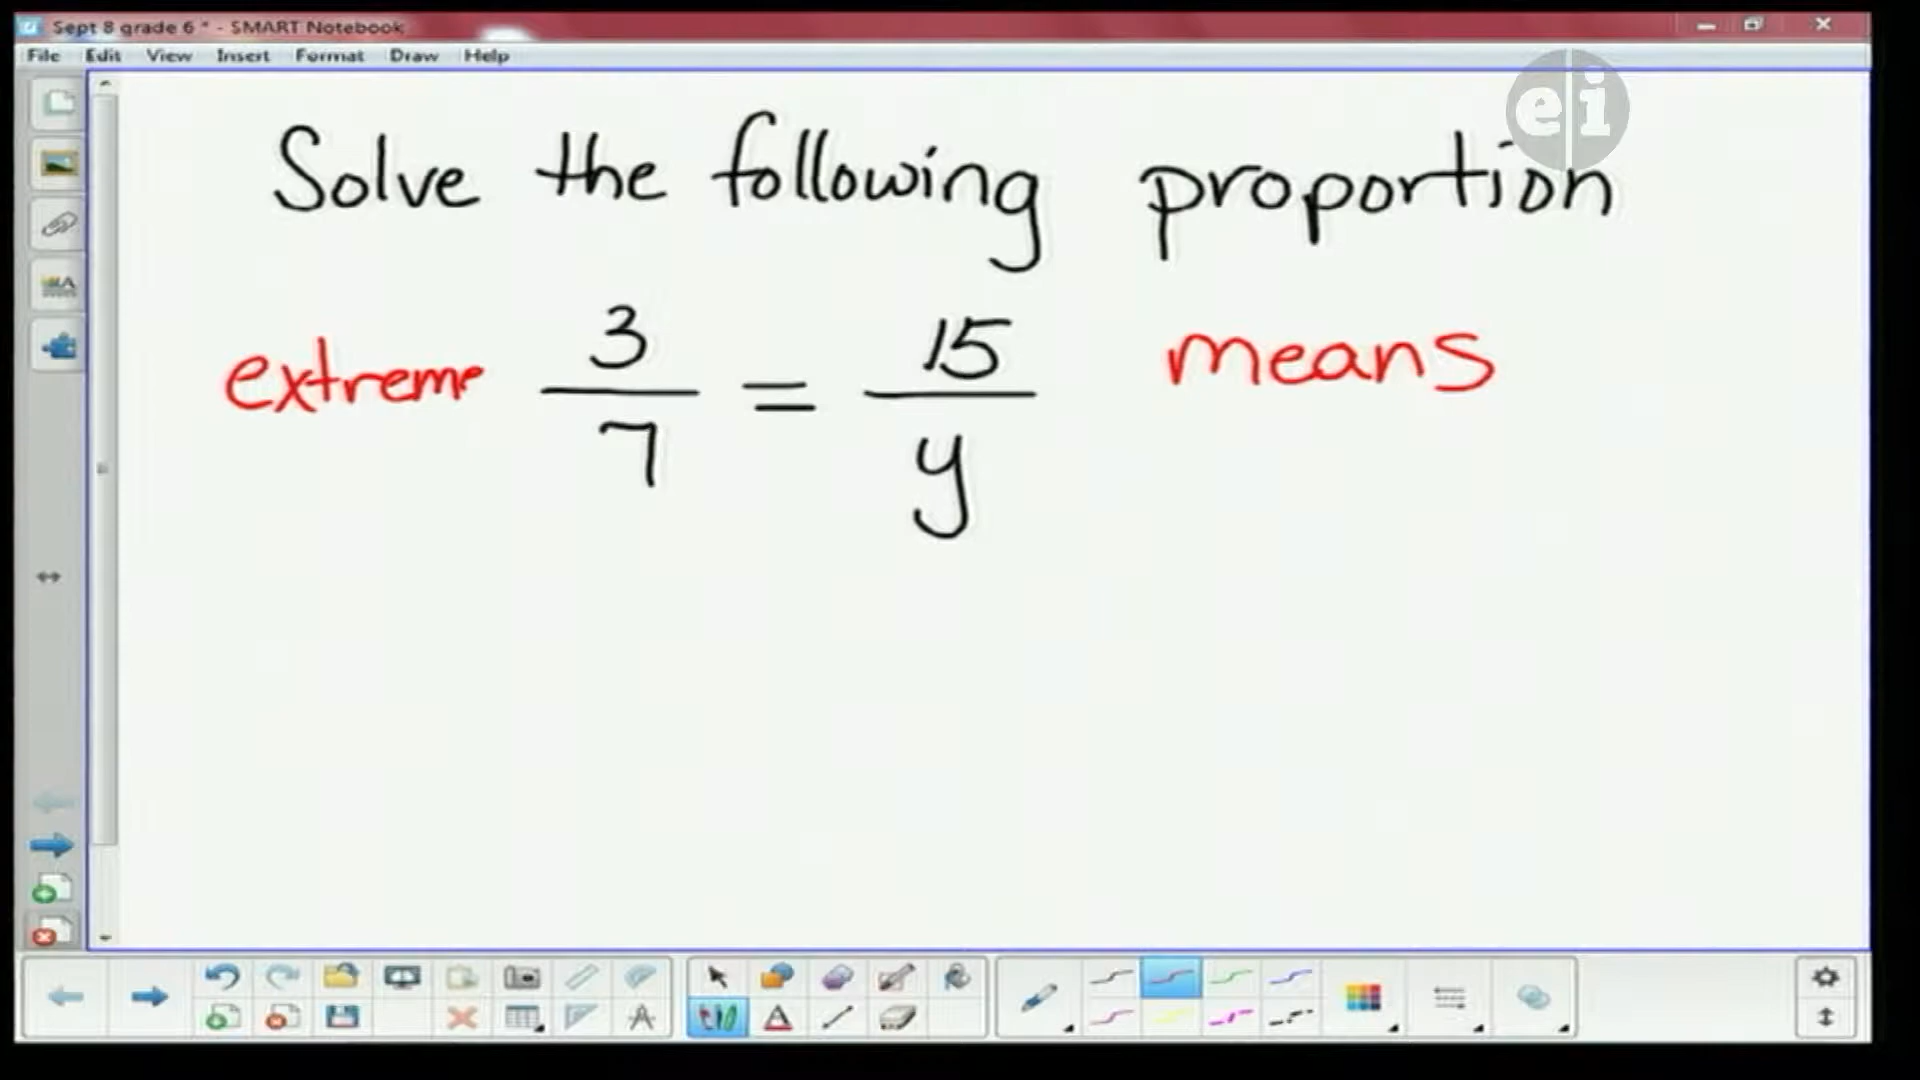 Sept 8 grade 6 * - SMART Notebook
File Edit View Insert Format Draw Help
ei
Solve the following proportion
extreme 3/7 = 15/y means